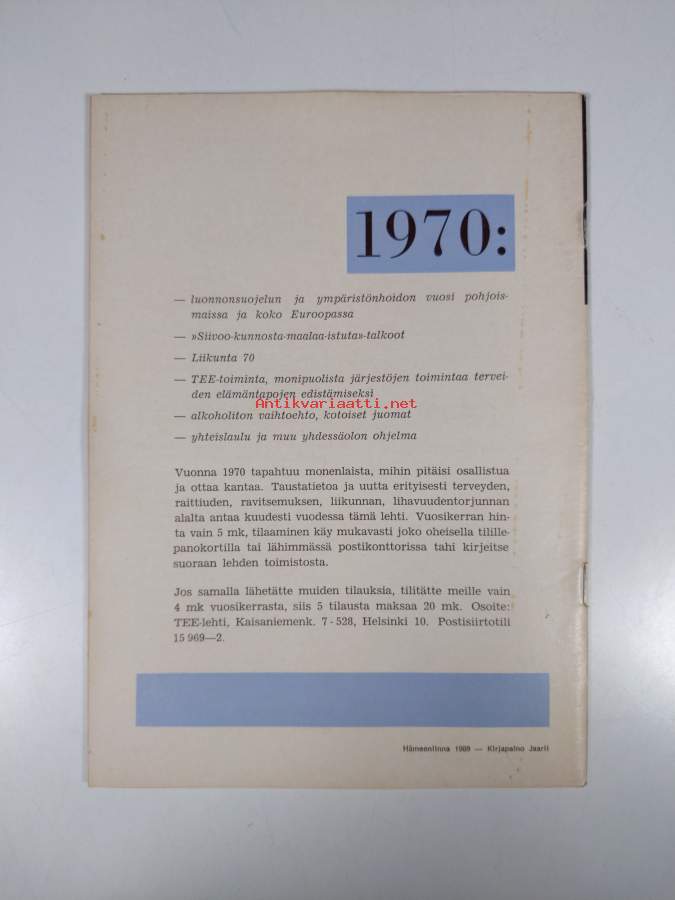 1970:
— luonnonsuojelun ja ympäristönhoidon vuosi pohjois-
maissa ja koko Euroopassa
— »Siivoo-kunnosta-maalaa-istuta»-talkoot
— Liikunta 70
— TEE-toiminta, monipuolista järjestöjen toimintaa tervei-
den elämäntapojen edistämiseksi
Antikvariaatti.net
— alkoholiton vaihtoehto, kotoiset juomat
— yhteislaulu ja muu yhdessäolon ohjelma
Vuonna 1970 tapahtuu monenlaista, mihin pitäisi osallistua
ja ottaa kantaa. Taustatietoa ja uutta erityisesti terveyden,
raittiuden, ravitsemuksen, liikunnan, lihavuudentorjunnan
alalta antaa kuudesti vuodessa tämä lehti. Vuosikerran hin-
ta vain 5 mk, tilaaminen käy mukavasti joko oheisella tilille-
panokortilla tai lähimmässä postikonttorissa tahi kirjeitse
suoraan lehden toimistosta.
Jos samalla lähetätte muiden tilauksia, tilitätte meille vain
4 mk vuosikerrasta, siis 5 tilausta maksaa 20 mk. Osoite:
TEE-lehti, Kaisaniemenk. 7 - 528, Helsinki 10. Postisiirtotili
15 969—2.
Hämeenlinna 1969 — Kirjapaino Jaarli